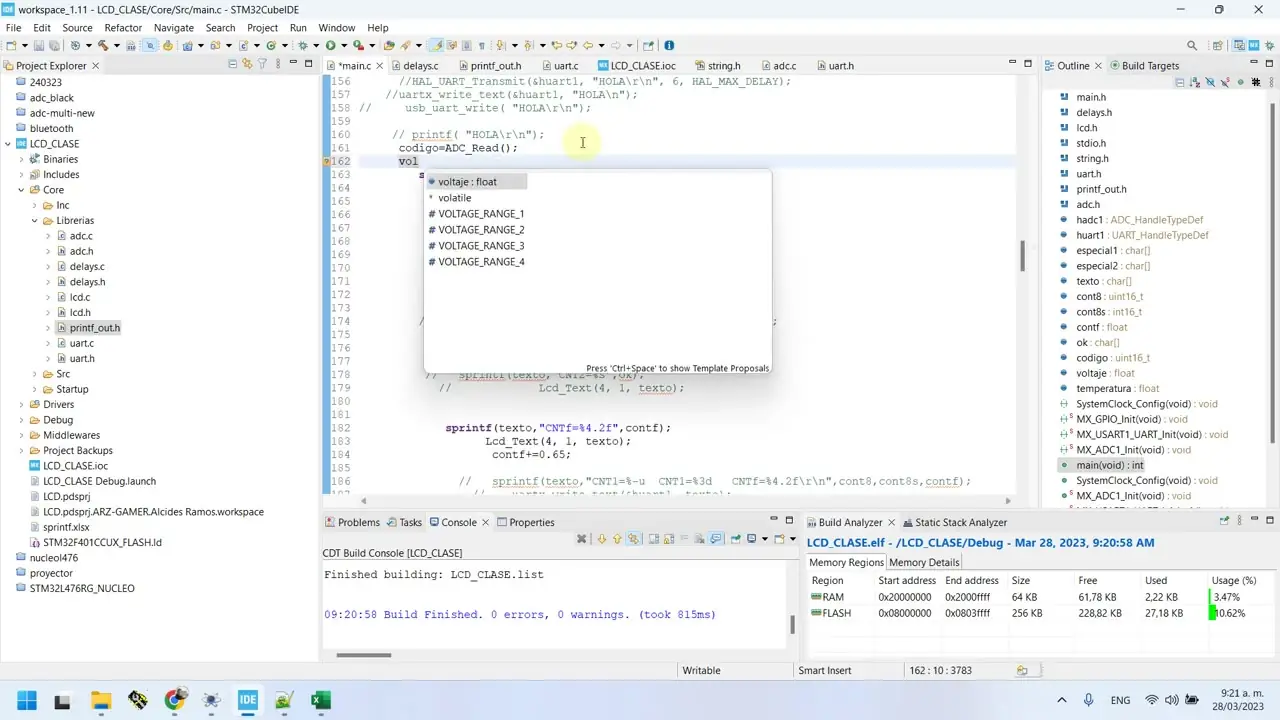 IDE workspace_1.11 - LCD_CLASE/Core/Src/main.c - STM32CubeIDE
File Edit Source Refactor Navigate Search Project Run Window Help
Project Explorer
240323
adc_black
adc-multi-new
bluetooth
LCD_CLASE
Binaries
Includes
Core
Inc
Librerias
adc.c
adc.h
delays.c
delays.h
lcd.c
lcd.h
printf_out.h
uart.c
uart.h
Src
Startup
Drivers
Debug
Middlewares
Project Backups
LCD_CLASE.ioc
LCD_CLASE Debug.launch
LCD.pdsprj
LCD.pdsprj.ARZ-GAMER.Alcides Ramos.workspace
sprintf.xlsx
STM32F401CCUX_FLASH.ld
nucleol476
proyector
STM32L476RG_NUCLEO
*main.c delays.c printf_out.h uart.c LCD_CLASE.ioc string.h adc.c uart.h
156 //HAL_UART_Transmit(&huart1, "HOLA\r\n", 6, HAL_MAX_DELAY);
157 //uartx_write_text(&huart1, "HOLA\n");
158 // usb_uart_write( "HOLA\r\n");
159
160 // printf( "HOLA\r\n");
161 codigo=ADC_Read();
162 vol
163 s
164
165
166
167
168
169
170
171
172
173
174 / ;
175
176
177
178 // sprintf(texto,"CNT2=%s",ok);
179 // Lcd_Text(4, 1, texto);
180
181
182 sprintf(texto,"CNTf=%4.2f",contf);
183 Lcd_Text(4, 1, texto);
184 contf+=0.65;
185
186 // sprintf(texto,"CNT1=%-u CNT1=%3d CNTf=%4.2f\r\n",cont8,cont8s,contf);
187 // uartx_write_text(&huart1, texto);
voltaje : float
volatile
# VOLTAGE_RANGE_1
# VOLTAGE_RANGE_2
# VOLTAGE_RANGE_3
# VOLTAGE_RANGE_4
Press 'Ctrl+Space' to show Template Proposals
Outline Build Targets
main.h
delays.h
lcd.h
stdio.h
string.h
uart.h
printf_out.h
adc.h
hadc1 : ADC_HandleTypeDef
huart1 : UART_HandleTypeDef
especial1 : char[]
especial2 : char[]
texto : char[]
cont8 : uint16_t
cont8s : int16_t
contf : float
ok : char[]
codigo : uint16_t
voltaje : float
temperatura : float
SystemClock_Config(void) : void
MX_GPIO_Init(void) : void
MX_USART1_UART_Init(void) : void
MX_ADC1_Init(void) : void
main(void) : int
SystemClock_Config(void) : void
MX_ADC1_Init(void) : void
Problems Tasks Console Properties
CDT Build Console [LCD_CLASE]
Finished building: LCD_CLASE.list
09:20:58 Build Finished. 0 errors, 0 warnings. (took 815ms)
Build Analyzer Static Stack Analyzer
LCD_CLASE.elf - /LCD_CLASE/Debug - Mar 28, 2023, 9:20:58 AM
Memory Regions Memory Details
Region Start address End address Size Free Used Usage (%)
RAM 0x20000000 0x2000ffff 64 KB 61,78 KB 2,22 KB 3.47%
FLASH 0x08000000 0x0803ffff 256 KB 228,82 KB 27,18 KB 10.62%
Writable Smart Insert 162 : 10 : 3783
IDE ENG 9:21 a. m.
28/03/2023